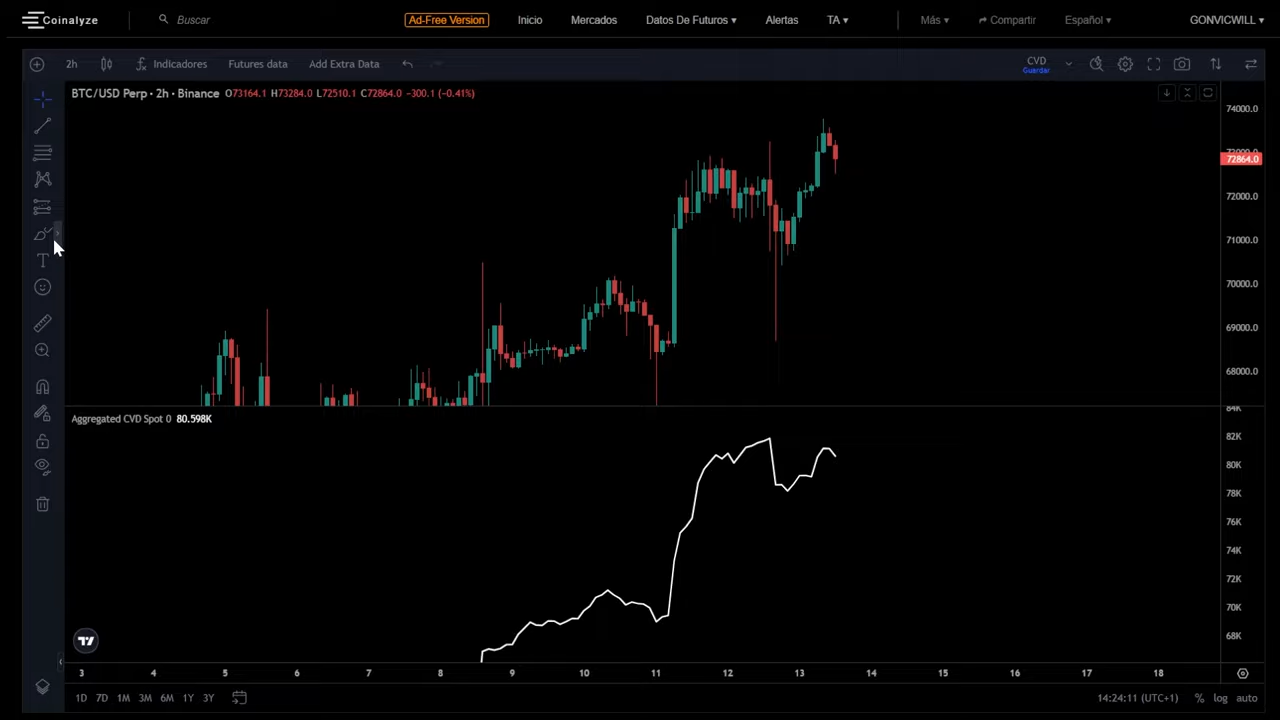 Coinalyze Buscar Ad-Free Version Inicio Mercados Datos De Futuros ▾ Alertas TA ▾ Más ▾ Compartir Español ▾ GONVICWILL ▾
2h Indicadores Futures data Add Extra Data CVD
Guardar
BTC/USD Perp • 2h • Binance O73164.1 H73284.0 L72510.1 C72864.0 −300.1 (−0.41%)
74000.0
72864.0
72000.0
71000.0
70000.0
69000.0
68000.0
Aggregated CVD Spot 0 80.598K
84K
82K
80K
78K
76K
74K
72K
70K
68K
3 4 5 6 7 8 9 10 11 12 13 14 15 16 17 18
1D 7D 1M 3M 6M 1Y 3Y 14:24:11 (UTC+1) % log auto